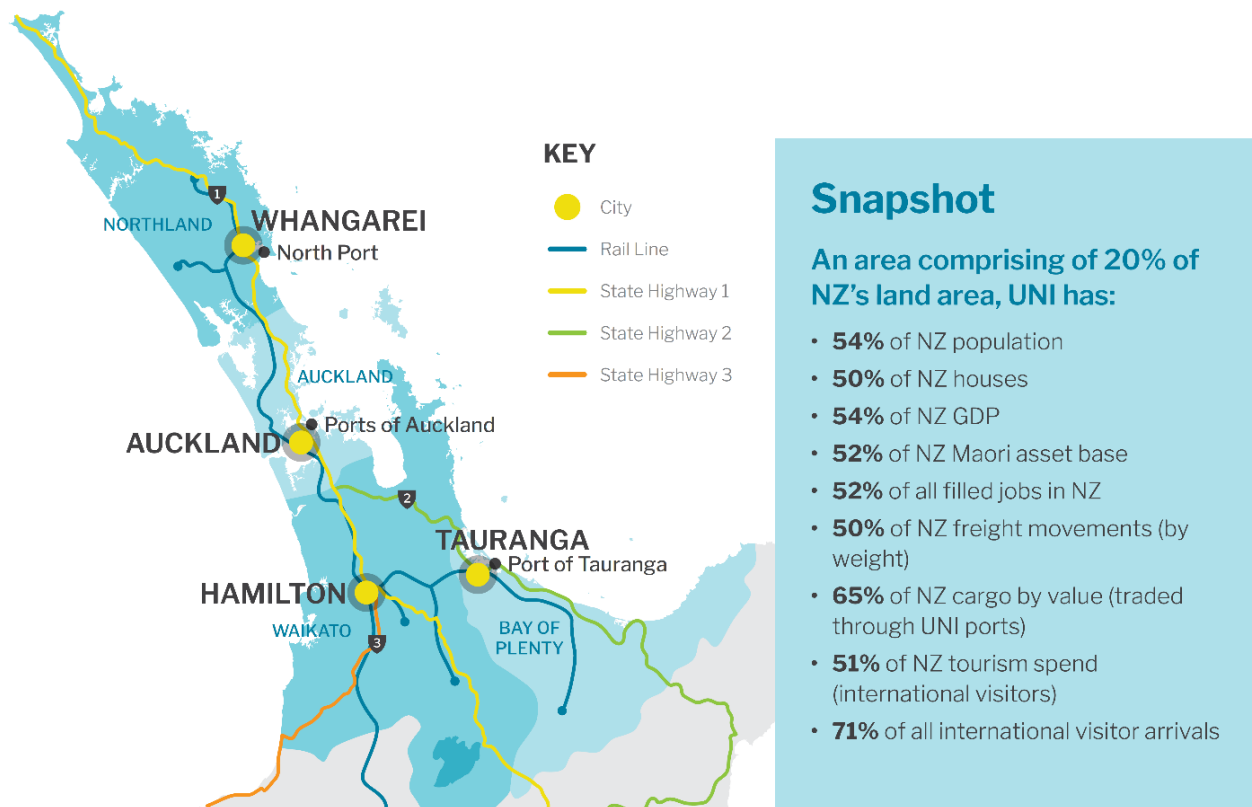 1
NORTHLAND
WHANGAREI
North Port
AUCKLAND
Ports of Auckland
AUCKLAND
2
TAURANGA
Port of Tauranga
HAMILTON
WAIKATO
3
BAY OF
PLENTY
KEY
City
Rail Line
State Highway 1
State Highway 2
State Highway 3
Snapshot
An area comprising of 20% of
NZ's land area, UNI has:
• 54% of NZ population
• 50% of NZ houses
• 54% of NZ GDP
• 52% of NZ Maori asset base
• 52% of all filled jobs in NZ
• 50% of NZ freight movements (by
weight)
• 65% of NZ cargo by value (traded
through UNI ports)
• 51% of NZ tourism spend
(international visitors)
• 71% of all international visitor arrivals